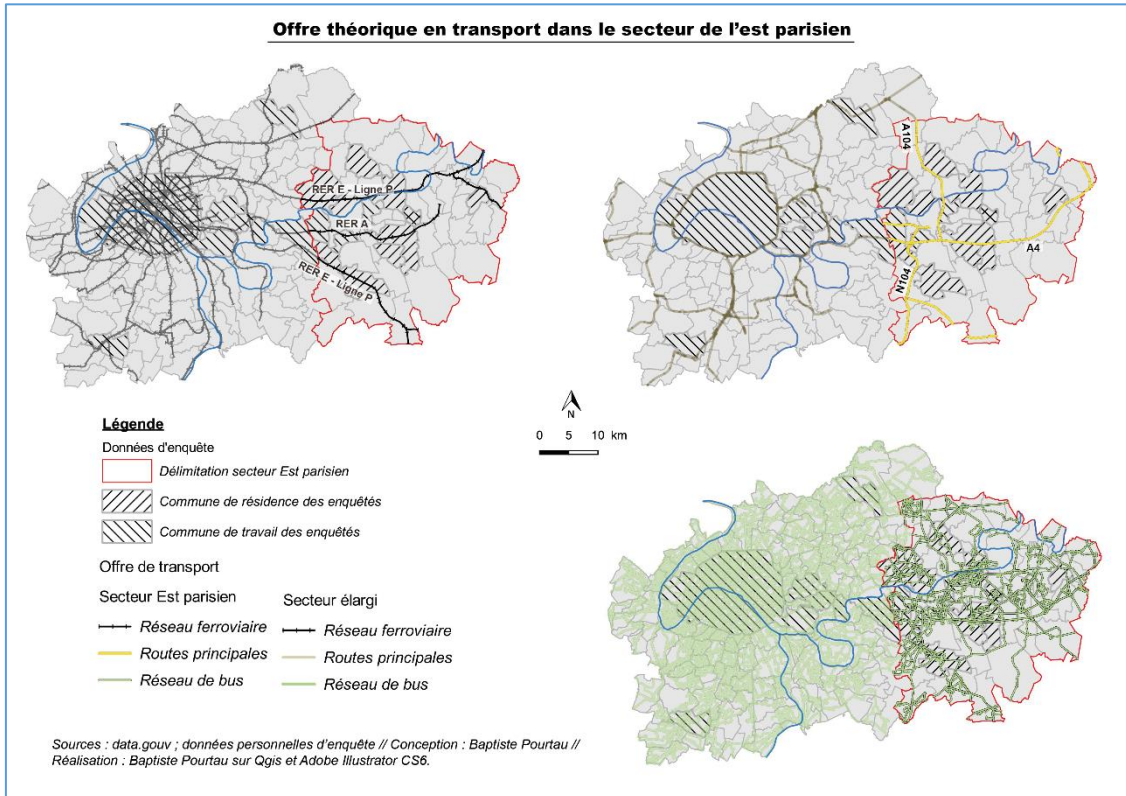 Offre théorique en transport dans le secteur de l'est parisien
RER E - Ligne P
RER A
RER E - Ligne P
A104
A4
N104
N
0 5 10 km
Légende
Données d'enquête
Délimitation secteur Est parisien
Commune de résidence des enquêtés
Commune de travail des enquêtés
Offre de transport
Secteur Est parisien
Secteur élargi
Réseau ferroviaire
Réseau ferroviaire
Routes principales
Routes principales
Réseau de bus
Réseau de bus
Sources : data.gouv ; données personnelles d'enquête // Conception : Baptiste Pourtau //
Réalisation : Baptiste Pourtau sur Qgis et Adobe Illustrator CS6.